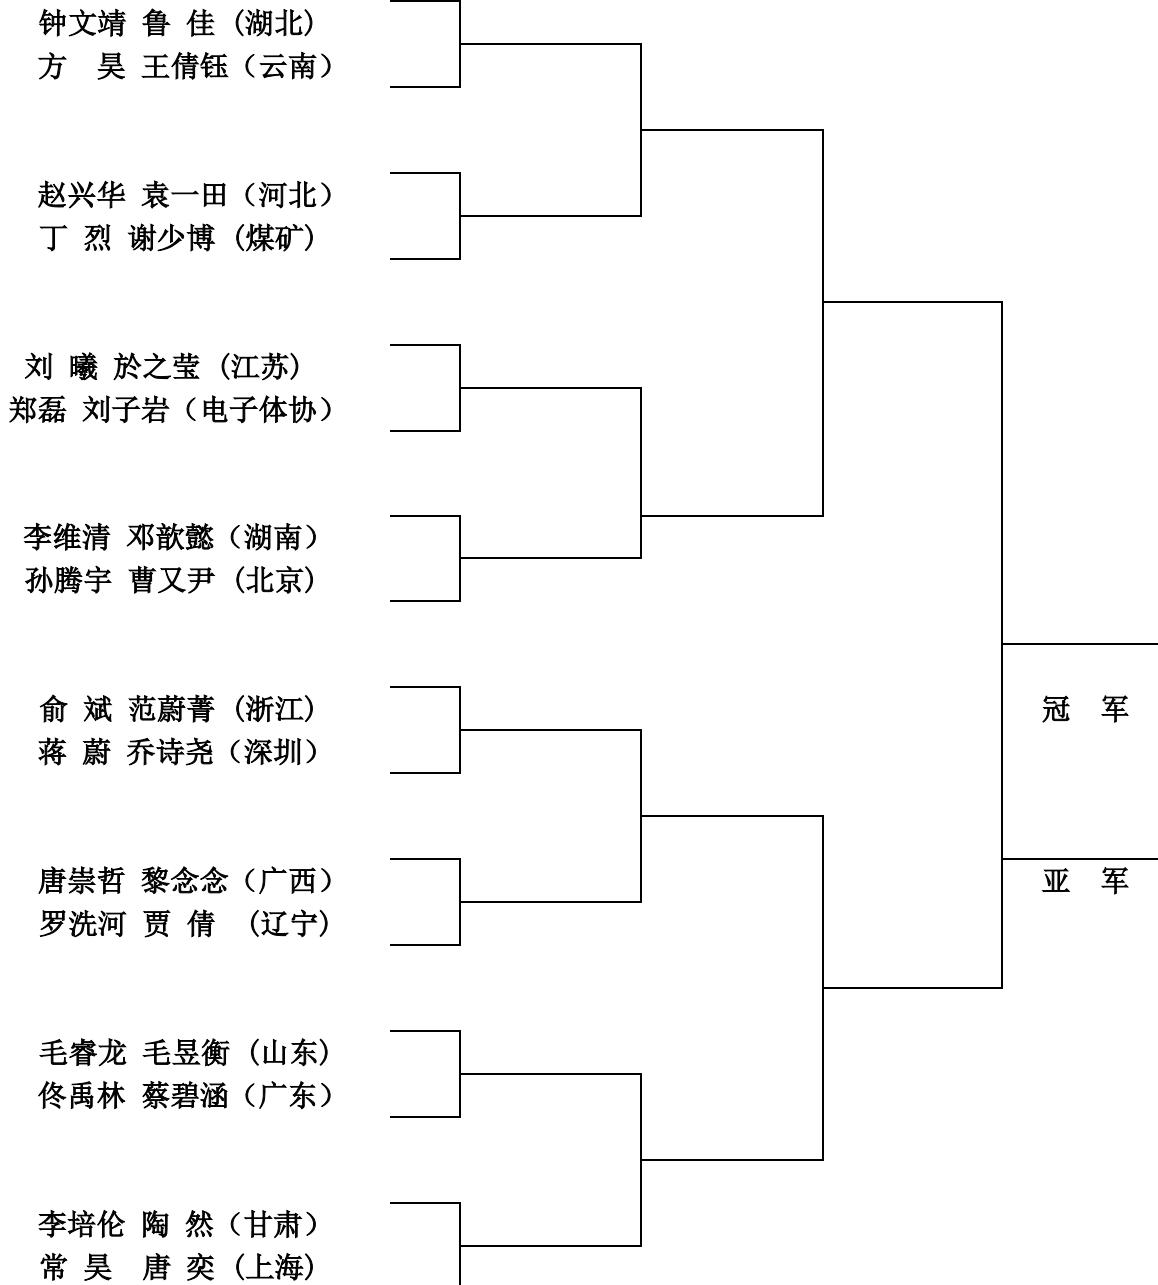 钟文靖 鲁 佳 (湖北)
方 昊 王倩钰（云南）
赵兴华 袁一田（河北）
丁 烈 谢少博 (煤矿)
刘 曦 於之莹 (江苏)
郑磊 刘子岩（电子体协）
李维清 邓歆懿（湖南）
孙腾宇 曹又尹 (北京)
俞 斌 范蔚菁 (浙江)
冠 军
蒋 蔚 乔诗尧（深圳）
唐崇哲 黎念念（广西）
亚 军
罗洗河 贾 倩 (辽宁)
毛睿龙 毛昱衡 (山东)
佟禹林 蔡碧涵（广东）
李培伦 陶 然（甘肃）
常 昊 唐 奕 (上海)